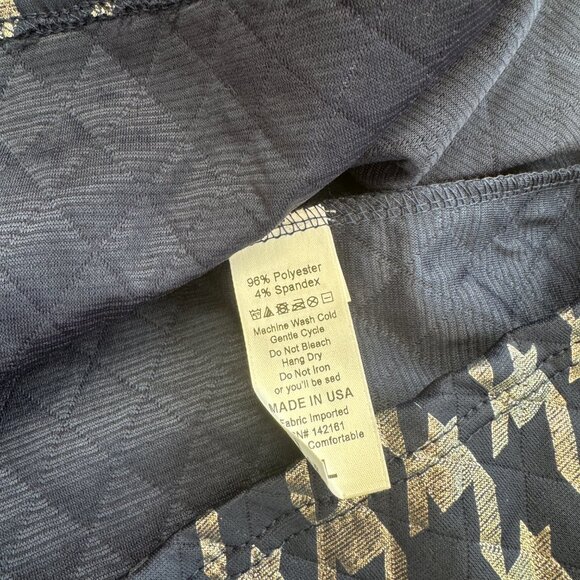 96% Polyester
4% Spandex
Machine Wash Cold
Gentle Cycle
Do Not Bleach
Hang Dry
Do Not Iron
or you'll be sed
MADE IN USA
Fabric Imported
N# 142161
Comfortable
L